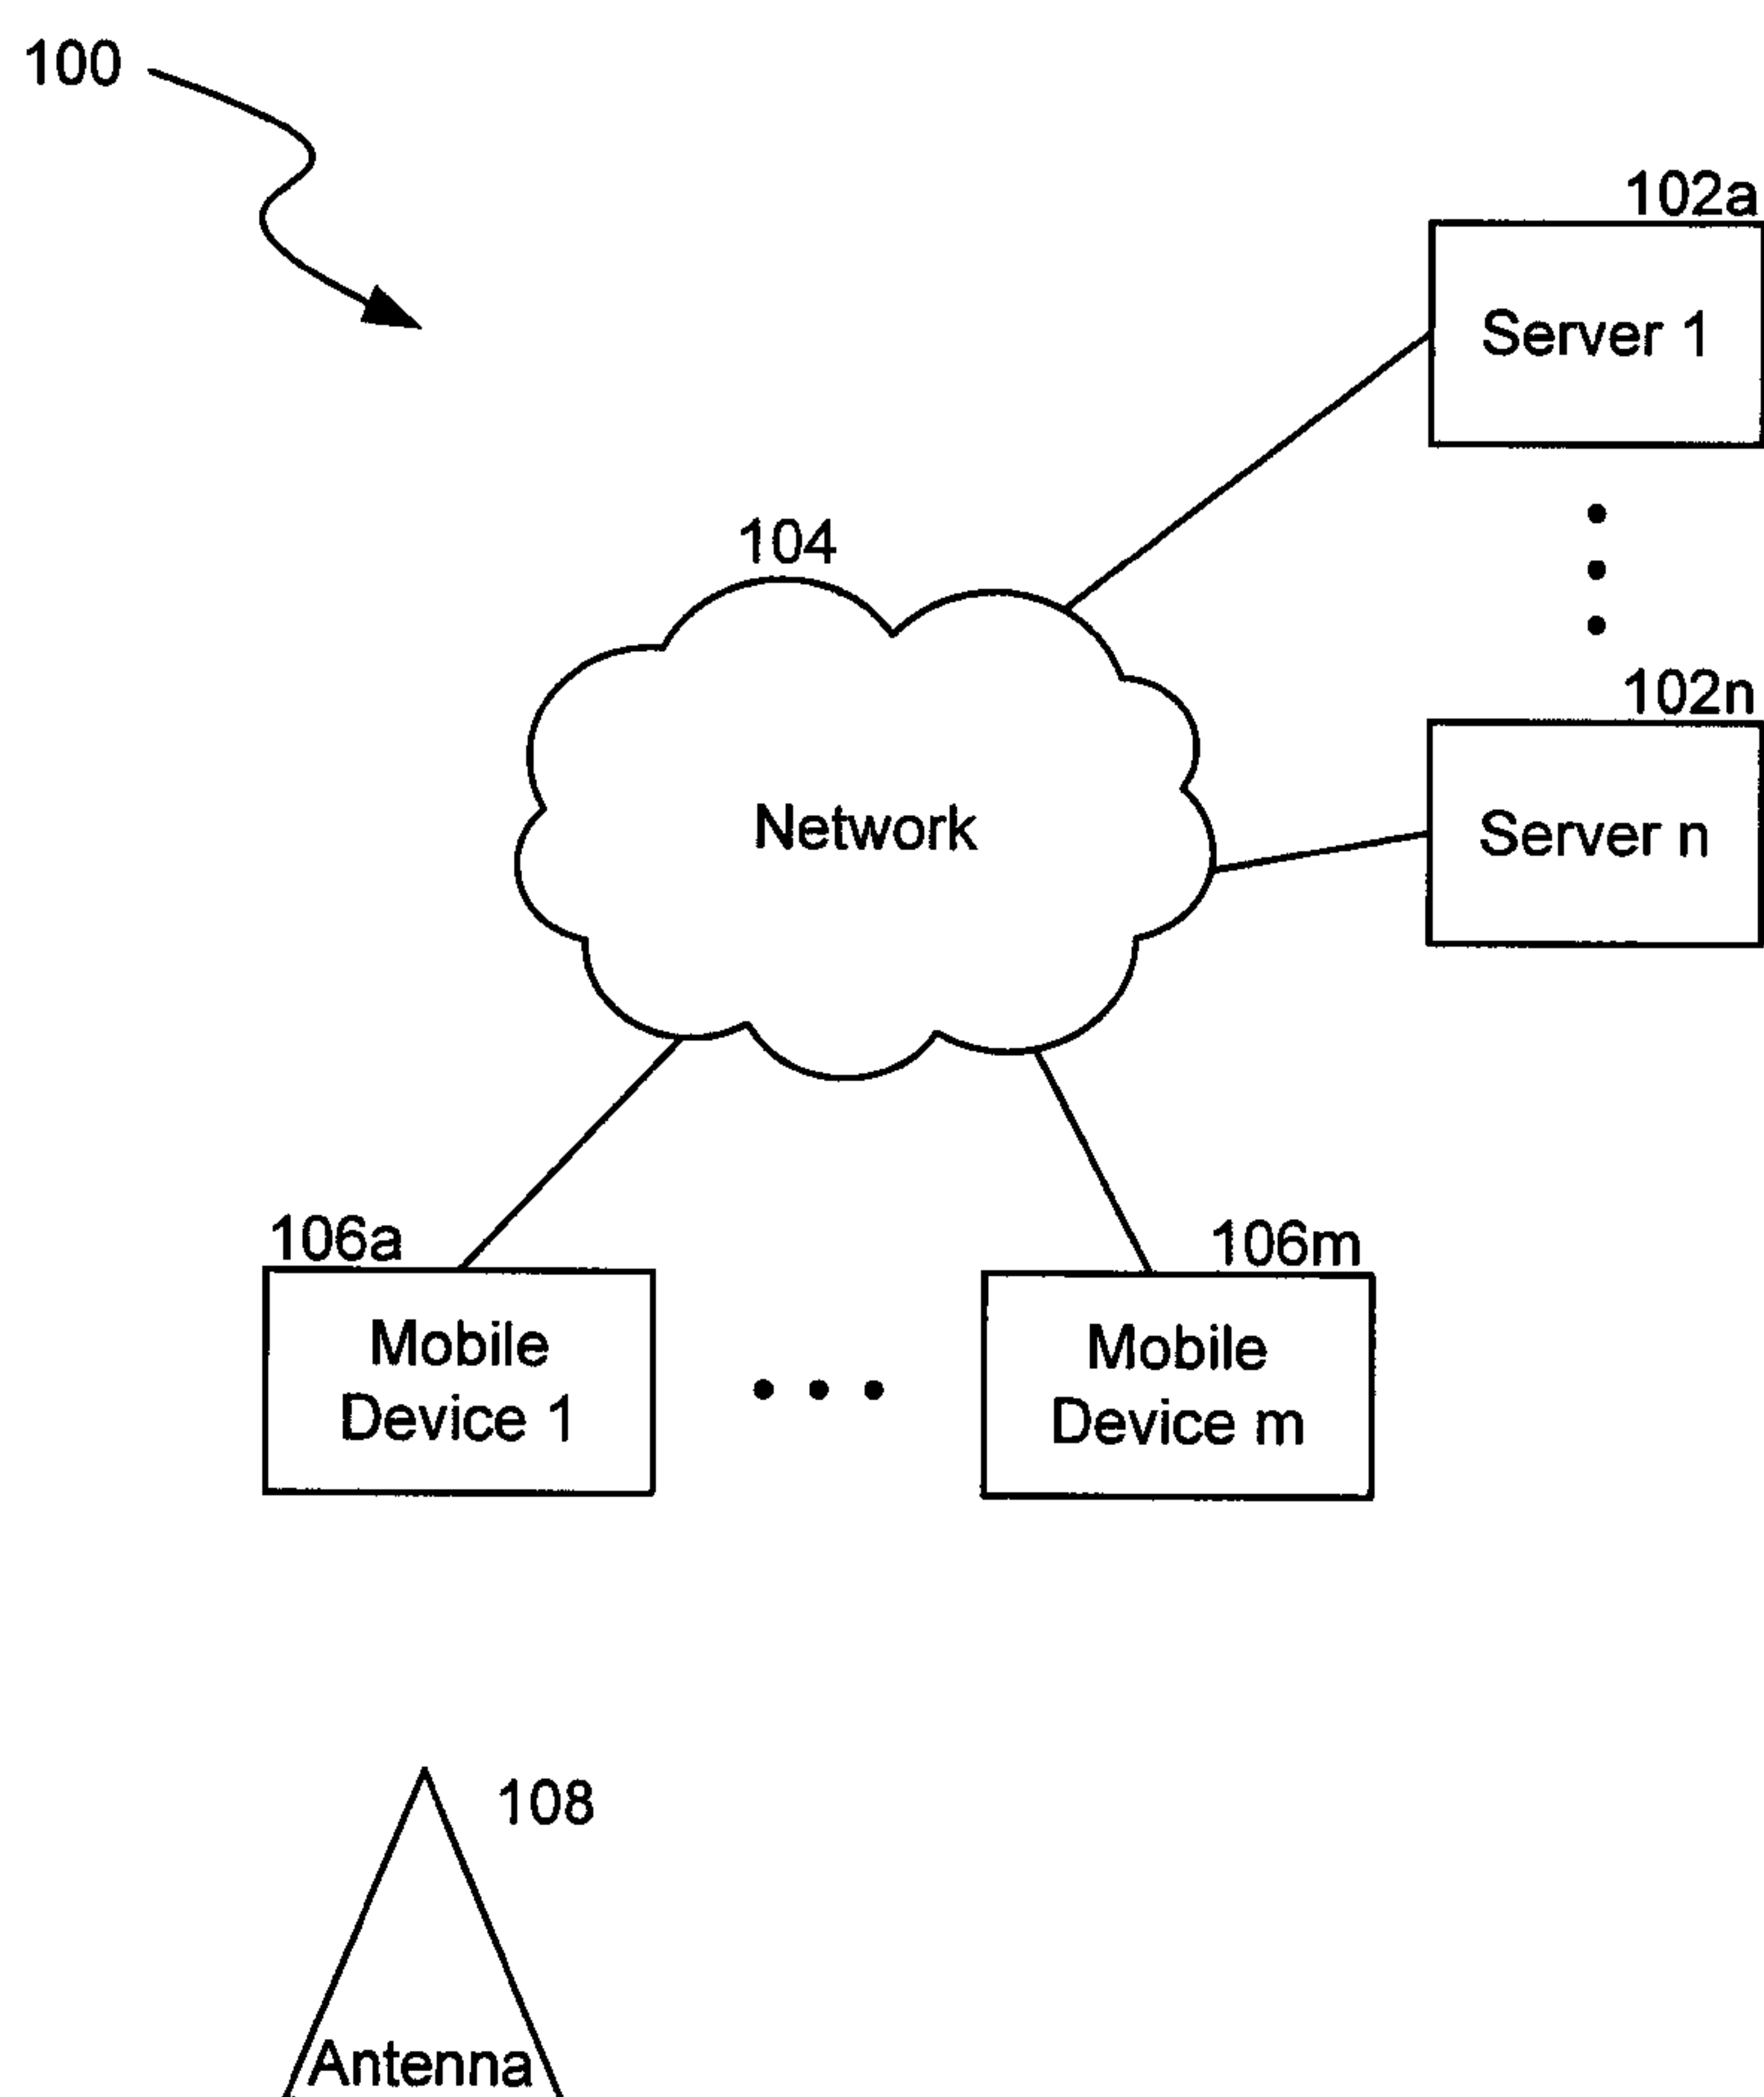 100
102a
Server 1
104
102n
Network
Server n
106a
106m
Mobile
Device 1
Mobile
Device m
108
Antenna